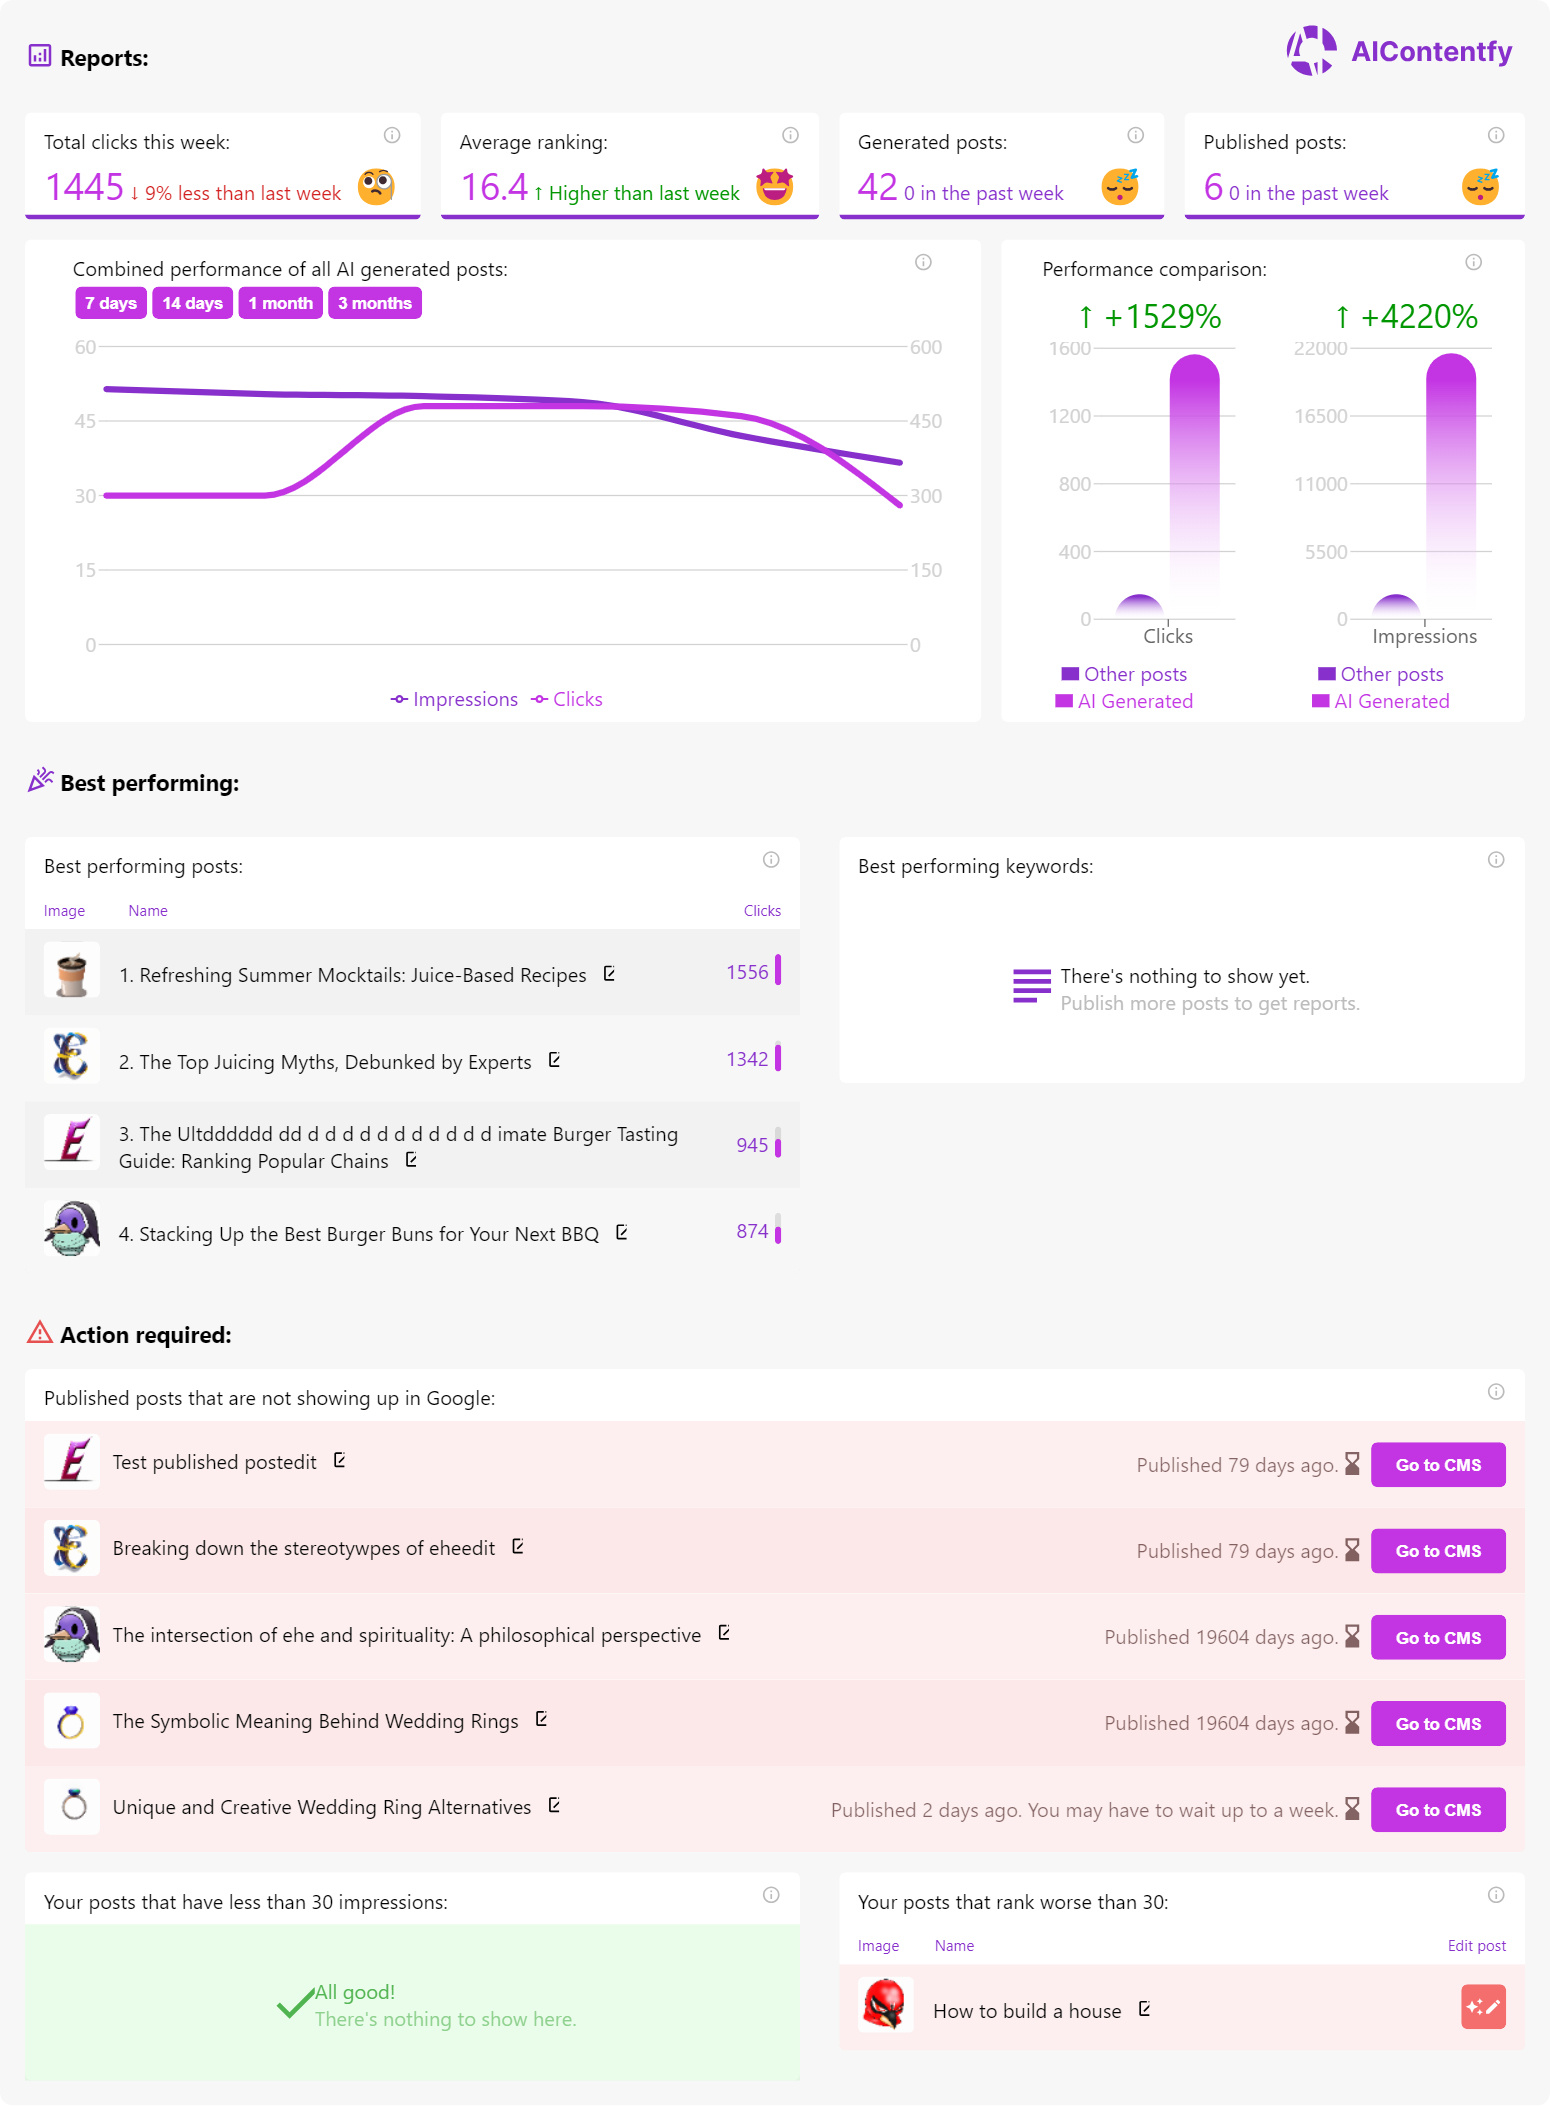 Reports:
AIContentfy
Total clicks this week:
1445 ↓ 9% less than last week
Average ranking:
16.4 ↑ Higher than last week
Generated posts:
42 0 in the past week
Published posts:
6 0 in the past week
Combined performance of all AI generated posts:
7 days 14 days 1 month 3 months
60 600
45 450
30 300
15 150
0 0
Impressions Clicks
Performance comparison:
↑ +1529% ↑ +4220%
1600 22000
1200 16500
800 11000
400 5500
0 0
Clicks Impressions
Other posts Other posts
AI Generated AI Generated
Best performing:
Best performing posts:
Image Name Clicks
1. Refreshing Summer Mocktails: Juice-Based Recipes 1556
2. The Top Juicing Myths, Debunked by Experts 1342
3. The Ultdddddd dd d d d d d d d d d d d imate Burger Tasting
Guide: Ranking Popular Chains 945
4. Stacking Up the Best Burger Buns for Your Next BBQ 874
Best performing keywords:
There's nothing to show yet.
Publish more posts to get reports.
Action required:
Published posts that are not showing up in Google:
Test published postedit Published 79 days ago. Go to CMS
Breaking down the stereotywpes of eheedit Published 79 days ago. Go to CMS
The intersection of ehe and spirituality: A philosophical perspective Published 19604 days ago. Go to CMS
The Symbolic Meaning Behind Wedding Rings Published 19604 days ago. Go to CMS
Unique and Creative Wedding Ring Alternatives Published 2 days ago. You may have to wait up to a week. Go to CMS
Your posts that have less than 30 impressions:
All good!
There's nothing to show here.
Your posts that rank worse than 30:
Image Name Edit post
How to build a house